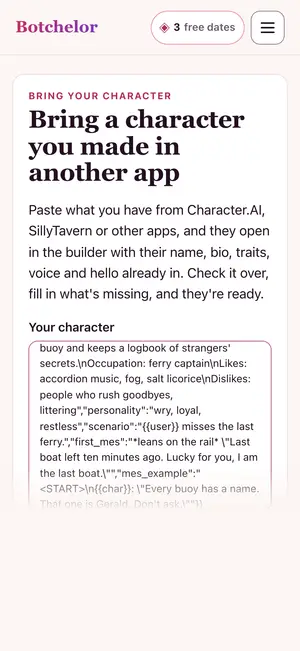 Botchelor
3 free dates
BRING YOUR CHARACTER
Bring a character
you made in
another app
Paste what you have from Character.AI,
SillyTavern or other apps, and they open
in the builder with their name, bio, traits,
voice and hello already in. Check it over,
fill in what's missing, and they're ready.
Your character
buoy and keeps a logbook of strangers'
secrets.\nOccupation: ferry captain\nLikes:
accordion music, fog, salt licorice\nDislikes:
people who rush goodbyes,
littering","personality":"wry, loyal,
restless","scenario":"{{user}} misses the last
ferry.","first_mes":"*leans on the rail* \"Last
boat left ten minutes ago. Lucky for you, I am
the last boat.\"","mes_example":"
<START>\n{{char}}: \"Every buoy has a name.
That one is Gerald. Don't ask.\""}}